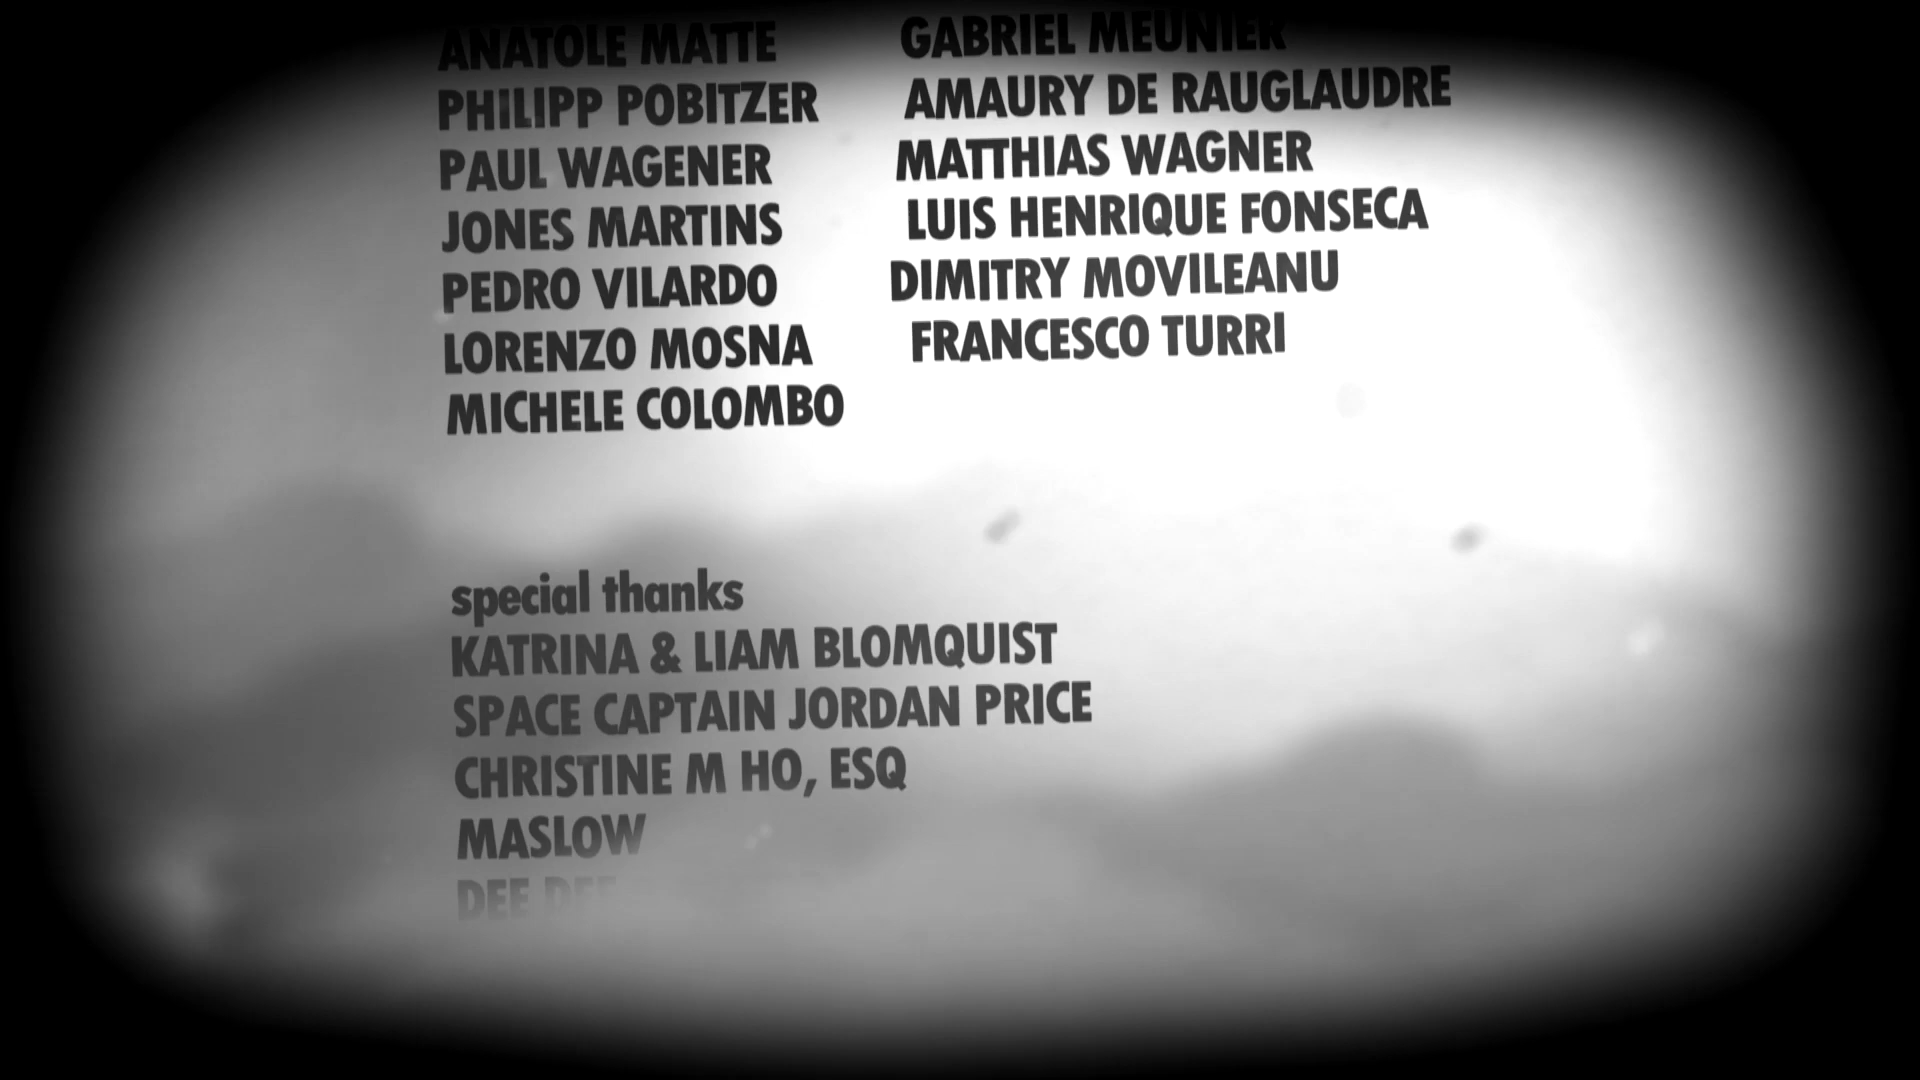 ANATOLE MATTE
PHILIPP POBITZER
PAUL WAGENER
JONES MARTINS
PEDRO VILARDO
LORENZO MOSNA
MICHELE COLOMBO
GABRIEL MEUNIER
AMAURY DE RAUGLAUDRE
MATTHIAS WAGNER
LUIS HENRIQUE FONSECA
DIMITRY MOVILEANU
FRANCESCO TURRI
special thanks
KATRINA & LIAM BLOMQUIST
SPACE CAPTAIN JORDAN PRICE
CHRISTINE M HO, ESQ
MASLOW
DEE DEE